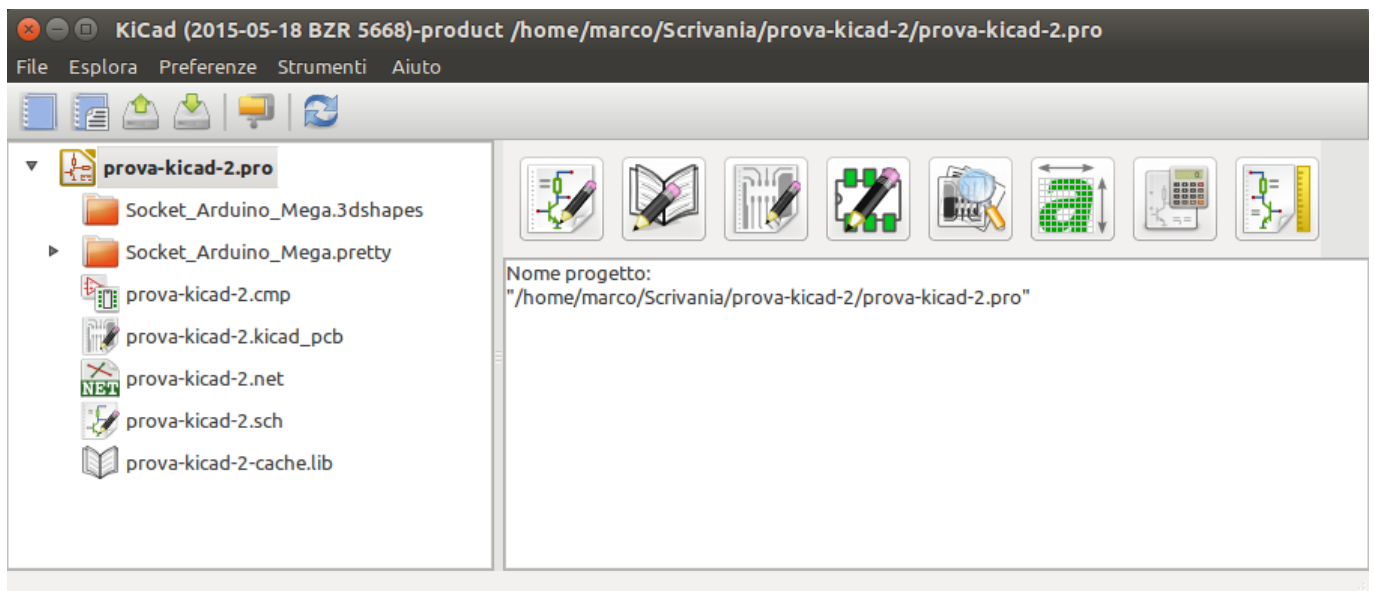 KiCad (2015-05-18 BZR 5668)-product /home/marco/Scrivania/prova-kicad-2/prova-kicad-2.pro
File Esplora Preferenze Strumenti Aiuto
prova-kicad-2.pro
Socket_Arduino_Mega.3dshapes
Socket_Arduino_Mega.pretty
prova-kicad-2.cmp
prova-kicad-2.kicad_pcb
NET prova-kicad-2.net
prova-kicad-2.sch
prova-kicad-2-cache.lib
a
Nome progetto:
"/home/marco/Scrivania/prova-kicad-2/prova-kicad-2.pro"